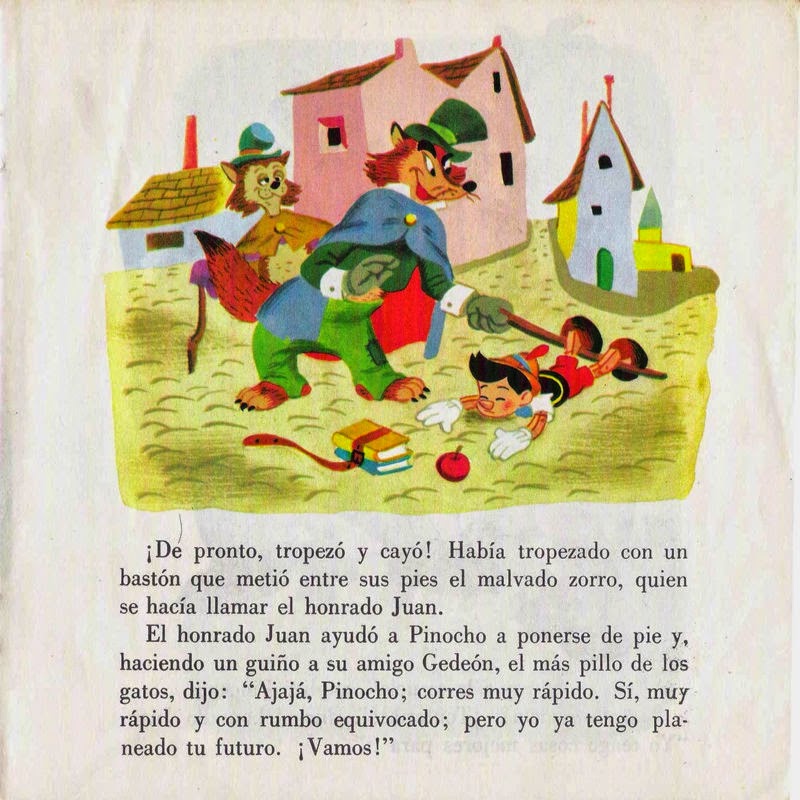 ¡De pronto, tropezó y cayó! Había tropezado con un
bastón que metió entre sus pies el malvado zorro, quien
se hacía llamar el honrado Juan.
El honrado Juan ayudó a Pinocho a ponerse de pie y,
haciendo un guiño a su amigo Gedeón, el más pillo de los
gatos, dijo: “Ajajá, Pinocho; corres muy rápido. Sí, muy
rápido y con rumbo equivocado; pero yo ya tengo pla-
neado tu futuro. ¡Vamos!”